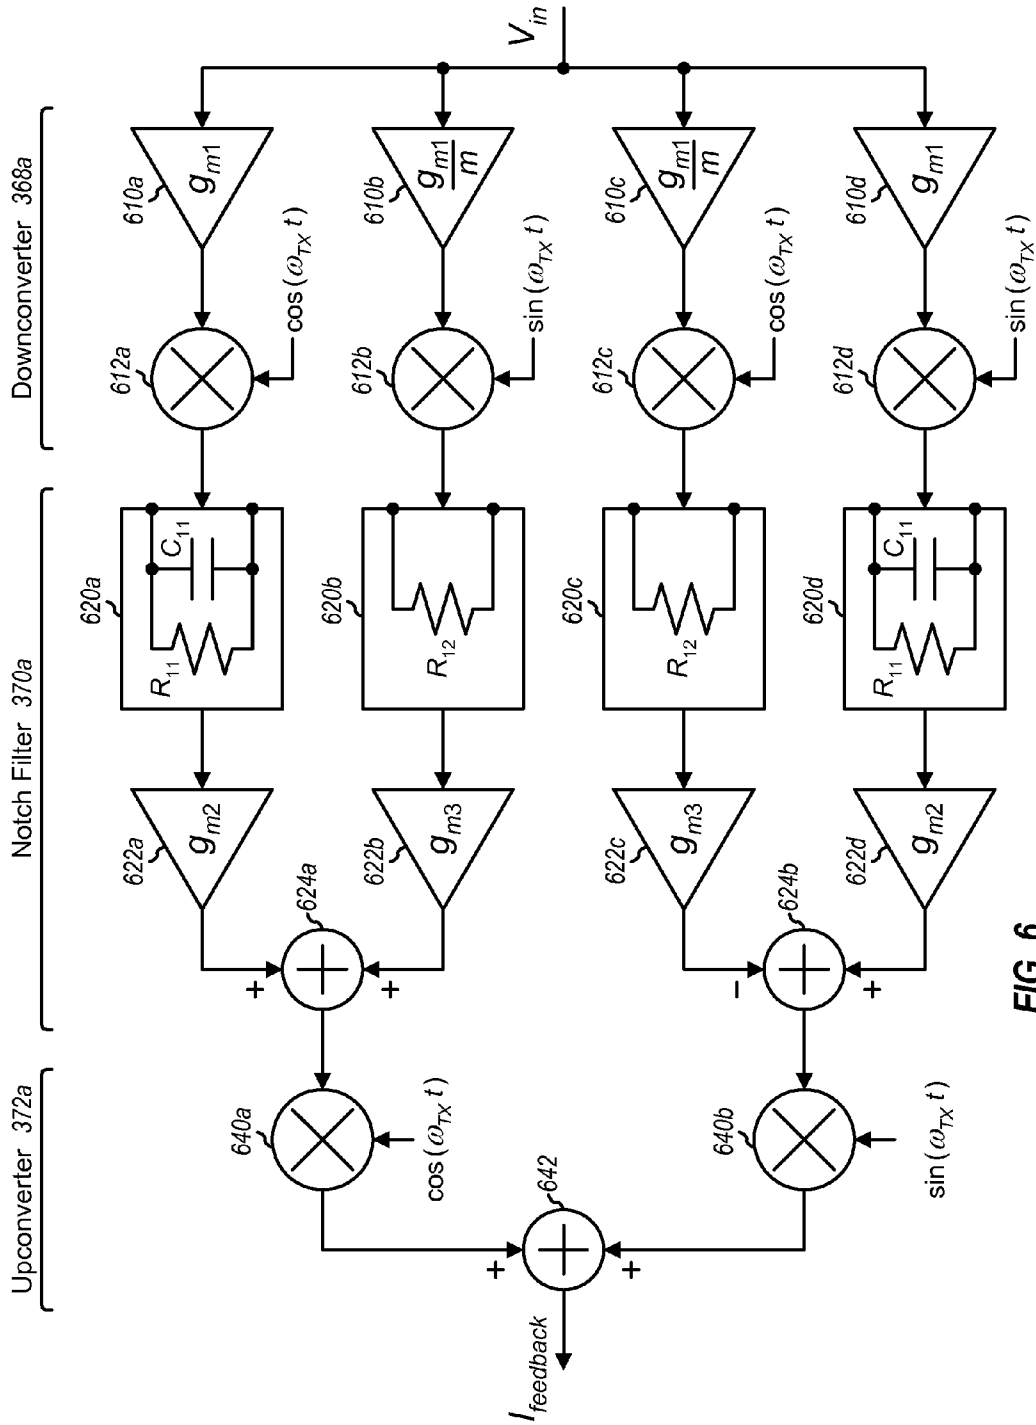 Upconverter 372a
Notch Filter 370a
Downconverter 368a
V_in
610a
g_m1
610b
g_m1/m
610c
g_m1/m
610d
g_m1
612a
cos (ω_TX t)
612b
sin (ω_TX t)
612c
cos (ω_TX t)
612d
sin (ω_TX t)
620a
C_11
R_11
620b
R_12
620c
R_12
620d
C_11
R_11
622a
g_m2
622b
g_m3
622c
g_m3
622d
g_m2
624a
+
+
624b
−
+
640a
cos (ω_TX t)
640b
sin (ω_TX t)
642
+
+
I_feedback
FIG. 6